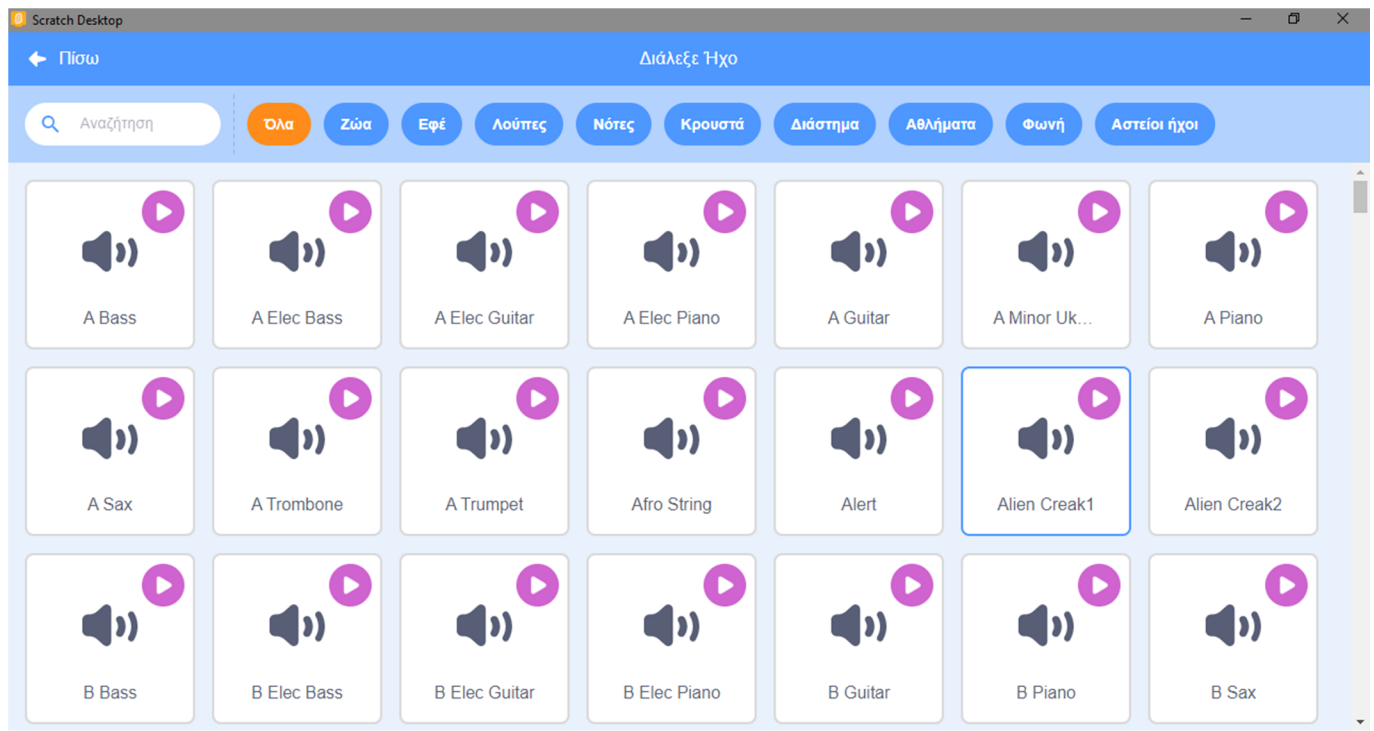 Scratch Desktop
Πίσω
Διάλεξε Ήχο
Αναζήτηση
Όλα Ζώα Εφέ Λούπες Νότες Κρουστά Διάστημα Αθλήματα Φωνή Αστείοι ήχοι
A Bass A Elec Bass A Elec Guitar A Elec Piano A Guitar A Minor Uk... A Piano
A Sax A Trombone A Trumpet Afro String Alert Alien Creak1 Alien Creak2
B Bass B Elec Bass B Elec Guitar B Elec Piano B Guitar B Piano B Sax